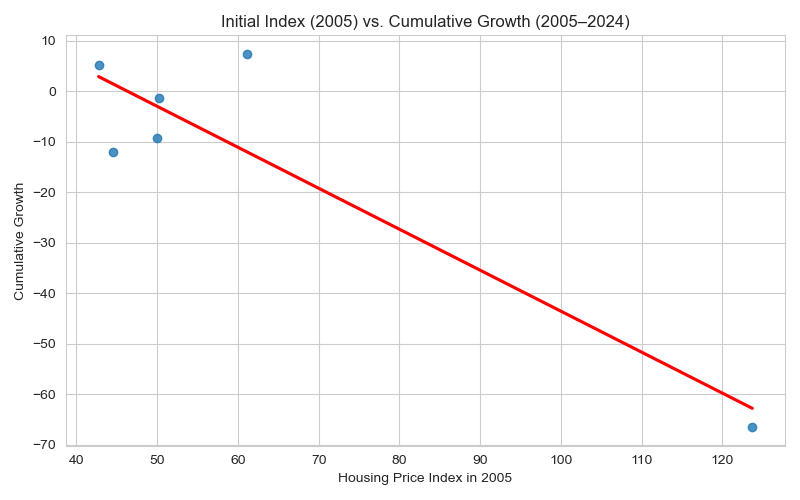 Initial Index (2005) vs. Cumulative Growth (2005–2024)
10
0
−10
−20
−30
−40
−50
−60
−70
Cumulative Growth
40 50 60 70 80 90 100 110 120
Housing Price Index in 2005